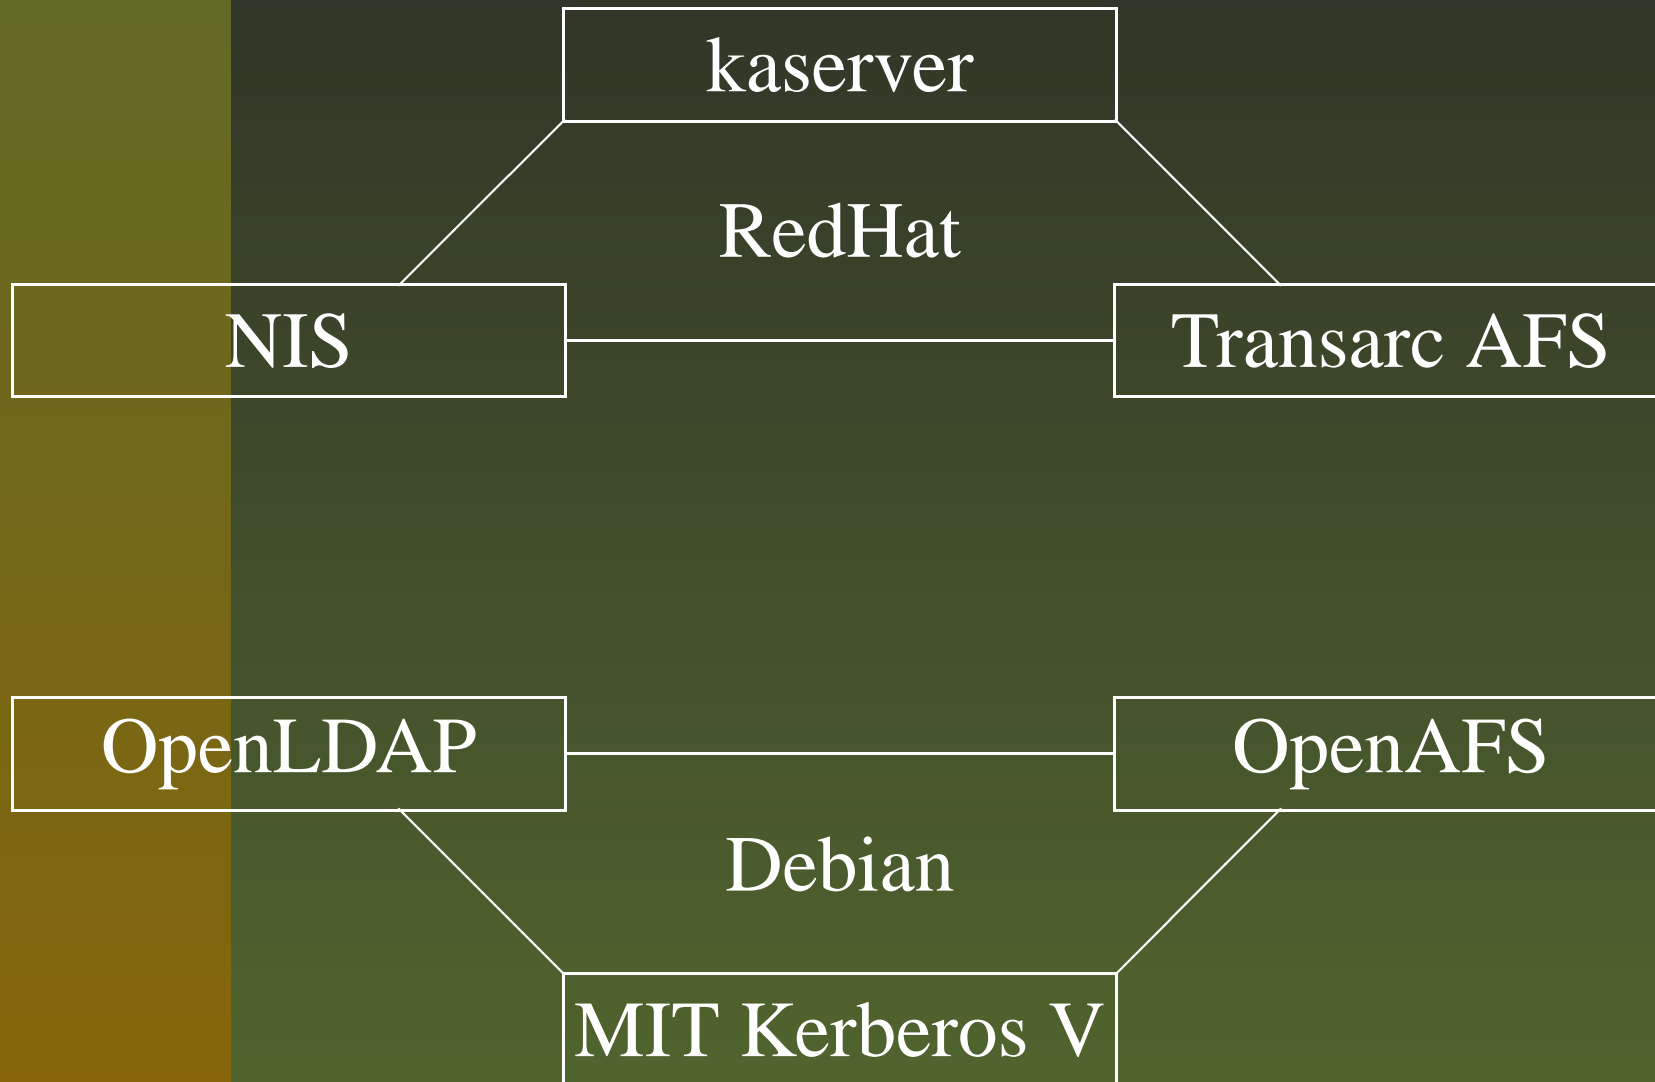 kaserver
RedHat
NIS
Transarc AFS
OpenLDAP
OpenAFS
Debian
MIT Kerberos V